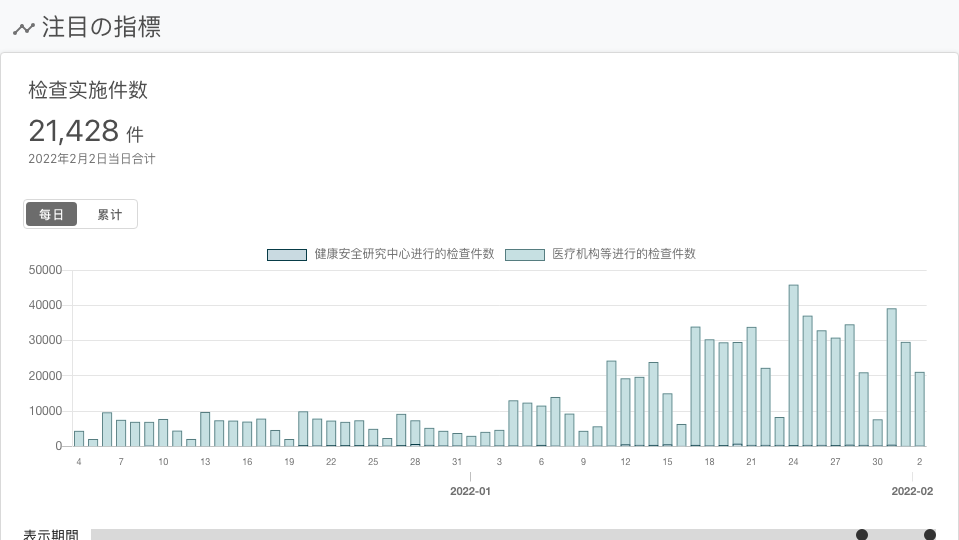 注目の指標
检查实施件数
21,428 件
2022年2月2日当日合计
每日 累计
健康安全研究中心进行的检查件数 医疗机构等进行的检查件数
50000
40000
30000
20000
10000
0
4 7 10 13 16 19 22 25 28 31 3 6 9 12 15 18 21 24 27 30 2
2022-01 2022-02
表示期間